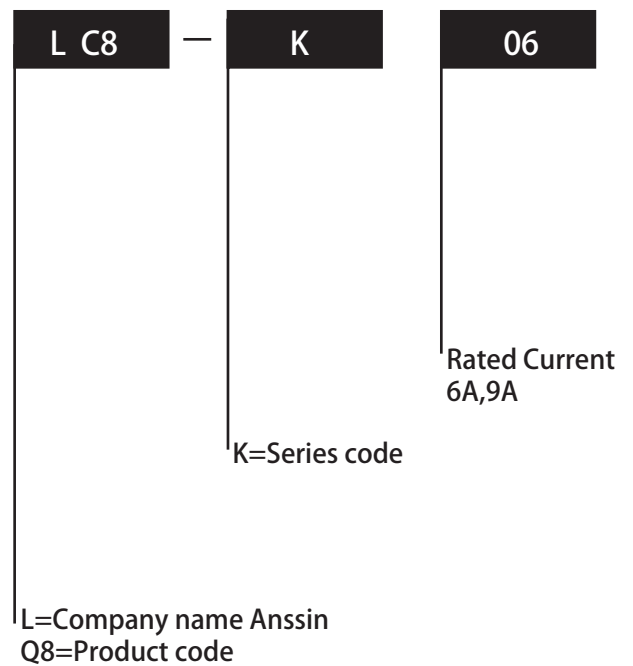 L C8 — K 06
Rated Current
6A,9A
K=Series code
L=Company name Anssin
Q8=Product code